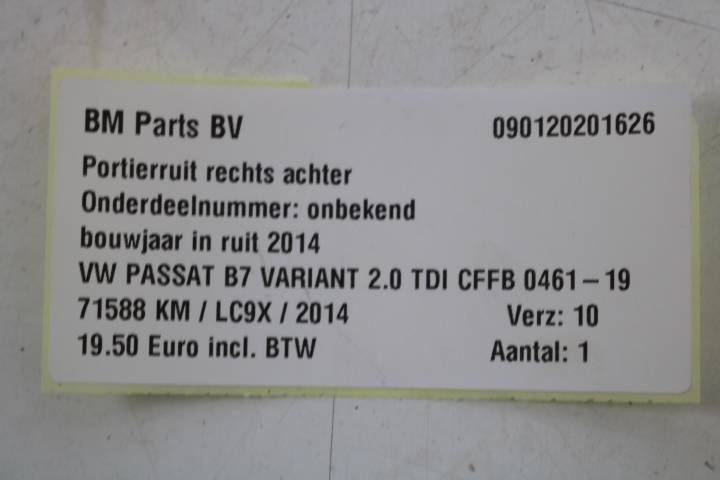 BM Parts BV 090120201626
Portierruit rechts achter
Onderdeelnummer: onbekend
bouwjaar in ruit 2014
VW PASSAT B7 VARIANT 2.0 TDI CFFB 0461-19
71588 KM / LC9X / 2014 Verz: 10
19.50 Euro incl. BTW Aantal: 1